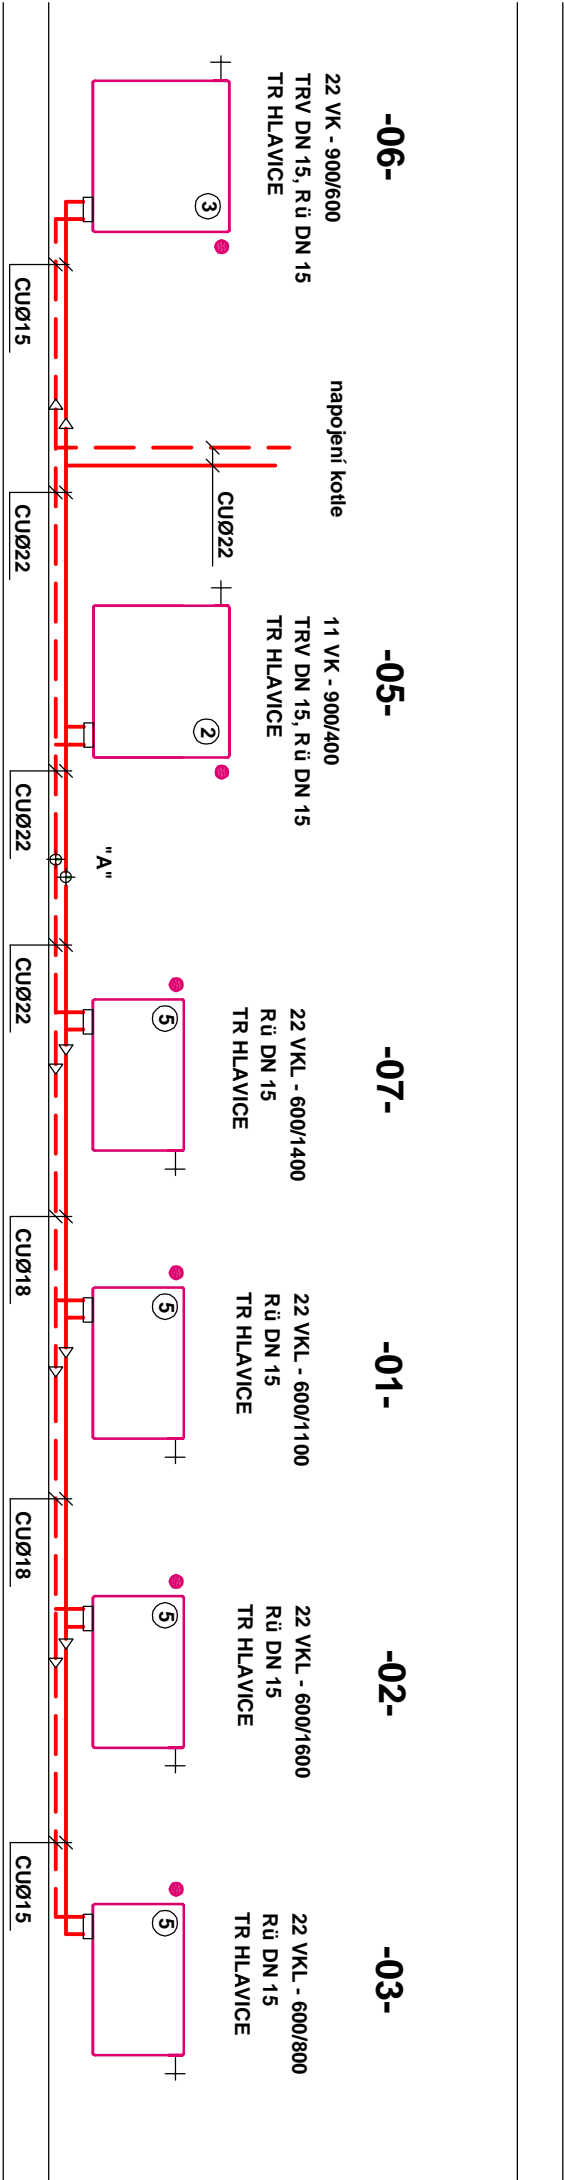 -06-
22 VK - 900/600
TRV DN 15, Rü DN 15
TR HLAVICE
3
CUØ15
napojení kotle
CUØ22
CUØ22
-05-
11 VK - 900/400
TRV DN 15, Rü DN 15
TR HLAVICE
2
CUØ22
"A"
CUØ22
-07-
22 VKL - 600/1400
Rü DN 15
TR HLAVICE
5
CUØ18
-01-
22 VKL - 600/1100
Rü DN 15
TR HLAVICE
5
CUØ18
-02-
22 VKL - 600/1600
Rü DN 15
TR HLAVICE
5
CUØ15
-03-
22 VKL - 600/800
Rü DN 15
TR HLAVICE
5